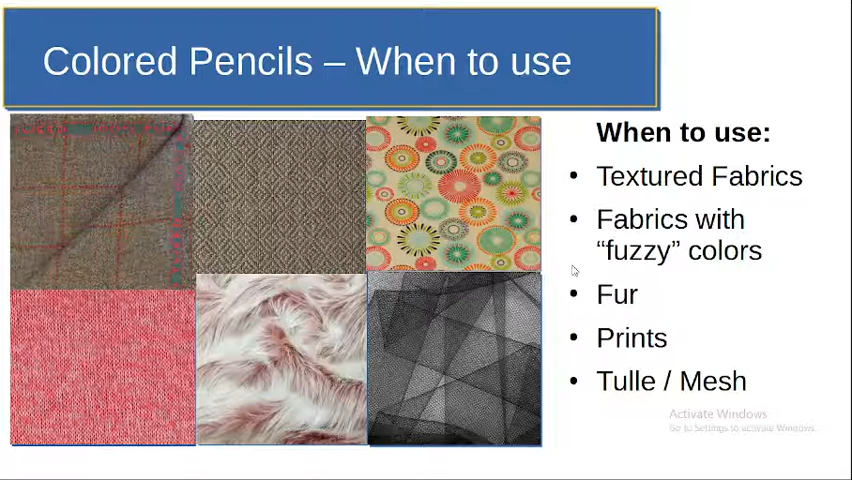 Colored Pencils – When to use
When to use:
• Textured Fabrics
• Fabrics with
“fuzzy” colors
• Fur
• Prints
• Tulle / Mesh
Activate Windows
Go to Settings to activate Windows.